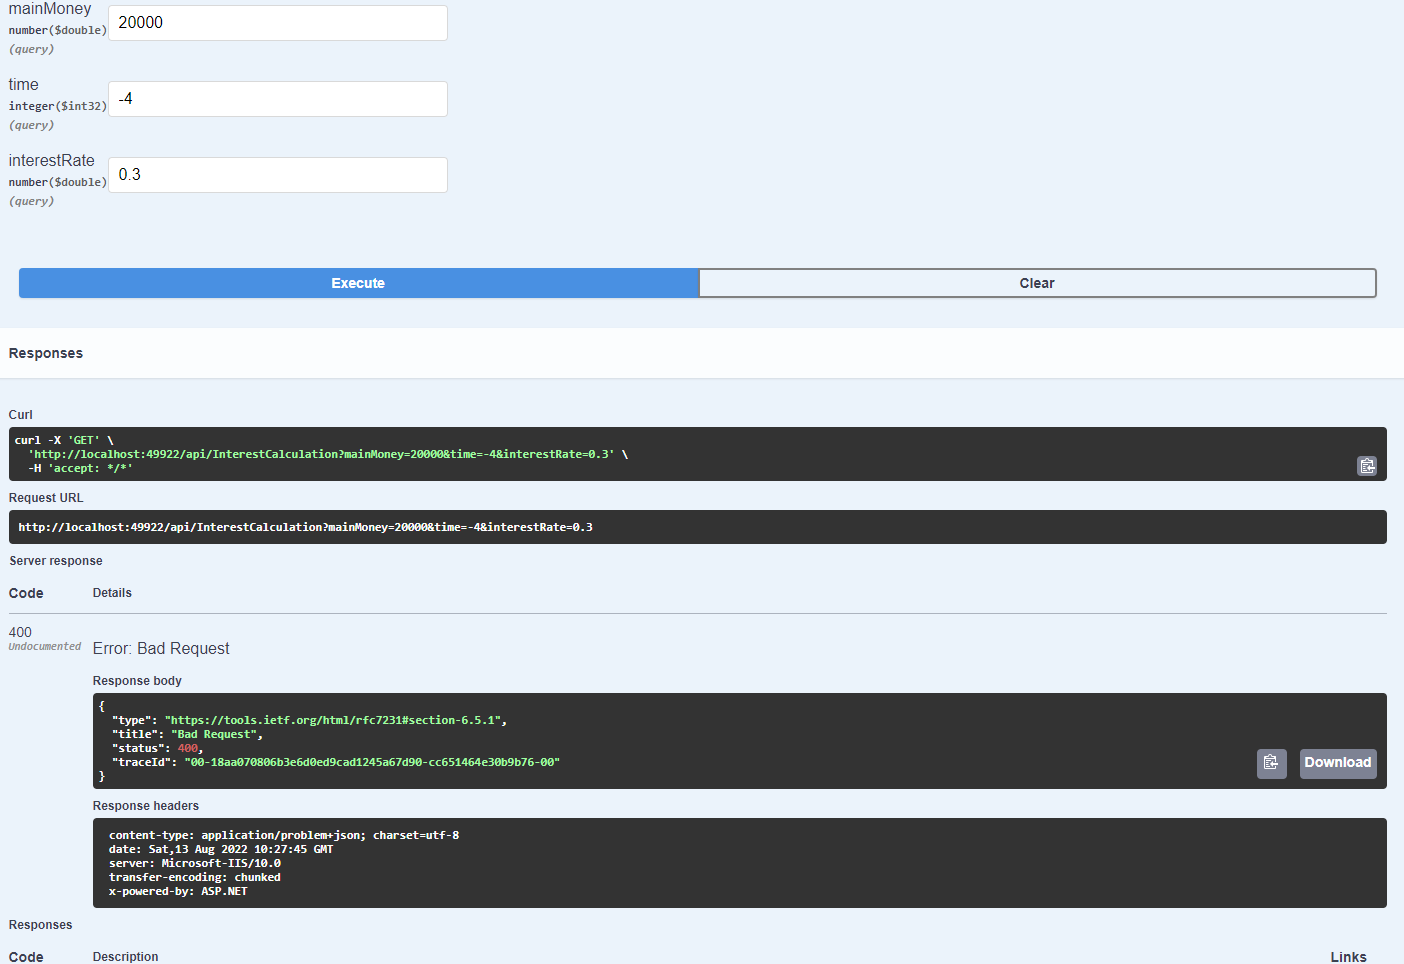 mainMoney
number($double)
(query)
20000
time
integer($int32)
(query)
-4
interestRate
number($double)
(query)
0.3
Execute
Clear
Responses
Curl
curl -X 'GET' \
'http://localhost:49922/api/InterestCalculation?mainMoney=20000&time=-4&interestRate=0.3' \
-H 'accept: */*'
Request URL
http://localhost:49922/api/InterestCalculation?mainMoney=20000&time=-4&interestRate=0.3
Server response
Code Details
400
Undocumented
Error: Bad Request
Response body
{
"type": "https://tools.ietf.org/html/rfc7231#section-6.5.1",
"title": "Bad Request",
"status": 400,
"traceId": "00-18aa070806b3e6d0ed9cad1245a67d90-cc651464e30b9b76-00"
}
Download
Response headers
content-type: application/problem+json; charset=utf-8
date: Sat,13 Aug 2022 10:27:45 GMT
server: Microsoft-IIS/10.0
transfer-encoding: chunked
x-powered-by: ASP.NET
Responses
Code Description Links